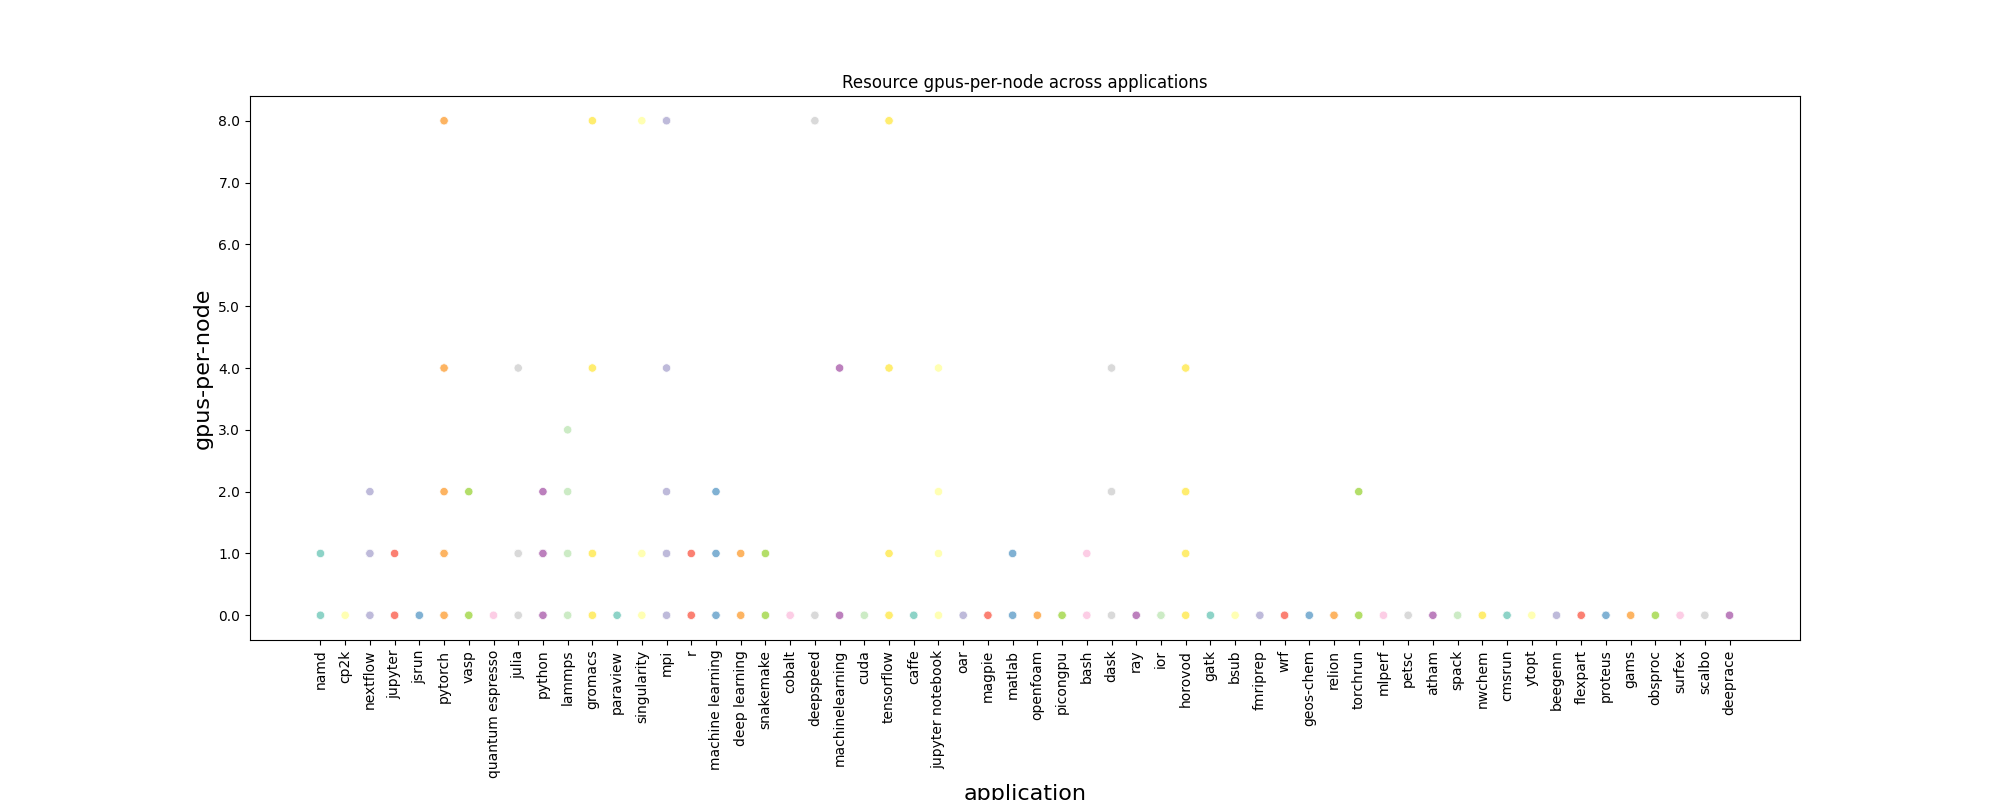 Resource gpus-per-node across applications
gpus-per-node
8.0
7.0
6.0
5.0
4.0
3.0
2.0
1.0
0.0
namd
cp2k
nextflow
jupyter
jsrun
pytorch
vasp
quantum espresso
julia
python
lammps
gromacs
paraview
singularity
mpi
r
machine learning
deep learning
snakemake
cobalt
deepspeed
machinelearning
cuda
tensorflow
caffe
jupyter notebook
oar
magpie
matlab
openfoam
picongpu
bash
dask
ray
ior
horovod
gatk
bsub
fmriprep
wrf
geos-chem
relion
torchrun
mlperf
petsc
atham
spack
nwchem
cmsrun
ytopt
beegenn
flexpart
proteus
gams
obsproc
surfex
scalbo
deeprace
application